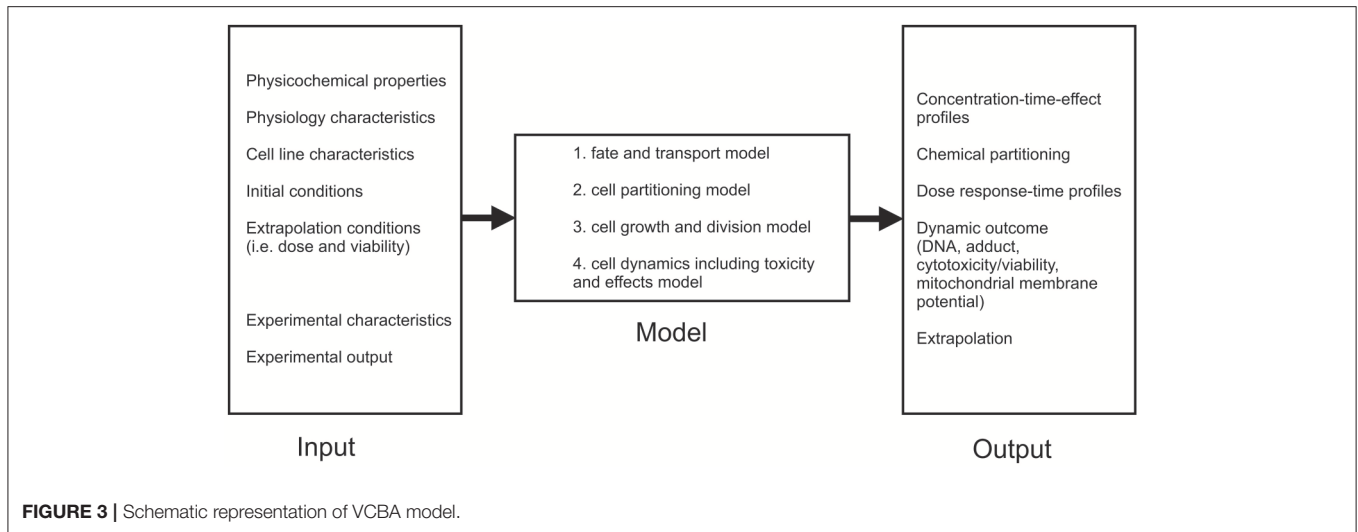 Physicochemical properties
Physiology characteristics
Cell line characteristics
Initial conditions
Extrapolation conditions
(i.e. dose and viability)
Experimental characteristics
Experimental output
Input
1. fate and transport model
2. cell partitioning model
3. cell growth and division model
4. cell dynamics including toxicity
and effects model
Model
Concentration-time-effect
profiles
Chemical partitioning
Dose response-time profiles
Dynamic outcome
(DNA, adduct,
cytotoxicity/viability,
mitochondrial membrane
potential)
Extrapolation
Output
FIGURE 3 | Schematic representation of VCBA model.